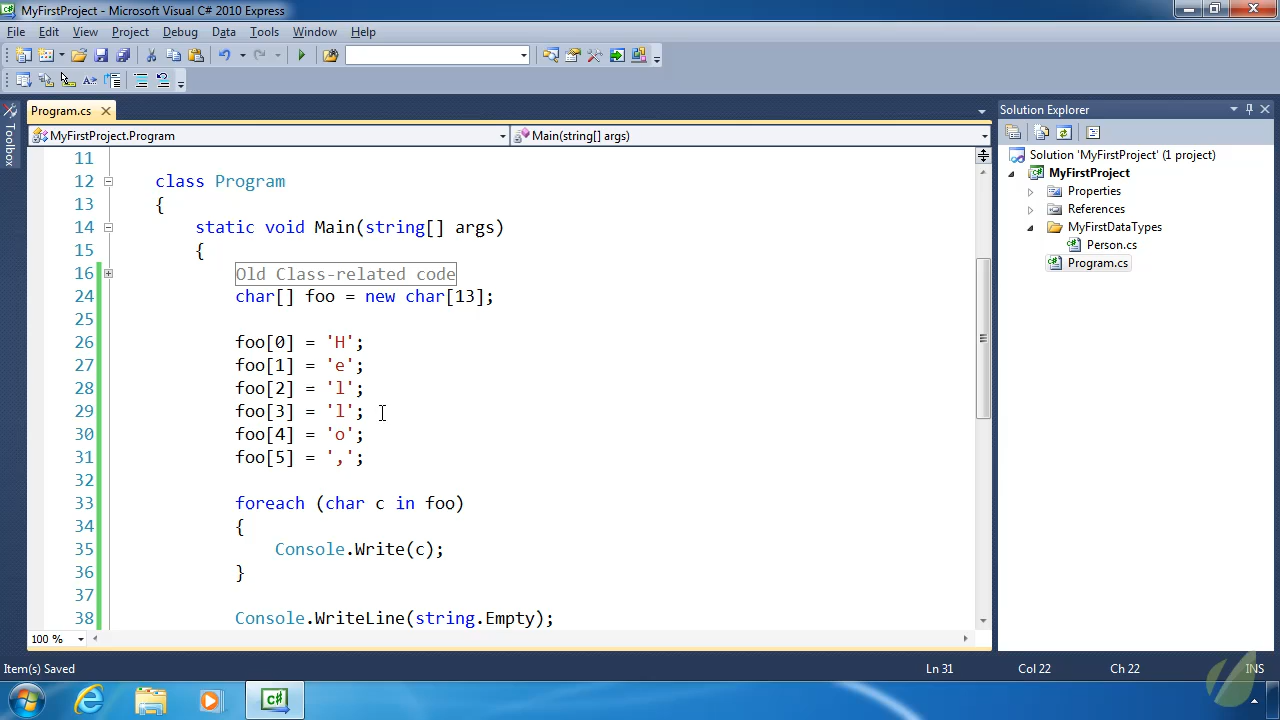 MyFirstProject - Microsoft Visual C# 2010 Express
File Edit View Project Debug Data Tools Window Help
Toolbox
Program.cs
MyFirstProject.Program
Main(string[] args)
11
12 class Program
13 {
14 static void Main(string[] args)
15 {
16 Old Class-related code
24 char[] foo = new char[13];
25
26 foo[0] = 'H';
27 foo[1] = 'e';
28 foo[2] = 'l';
29 foo[3] = 'l';
30 foo[4] = 'o';
31 foo[5] = ',';
32
33 foreach (char c in foo)
34 {
35 Console.Write(c);
36 }
37
38 Console.WriteLine(string.Empty);
100 %
Solution Explorer
Solution 'MyFirstProject' (1 project)
MyFirstProject
Properties
References
MyFirstDataTypes
Person.cs
Program.cs
Item(s) Saved
Ln 31 Col 22 Ch 22 INS
C#